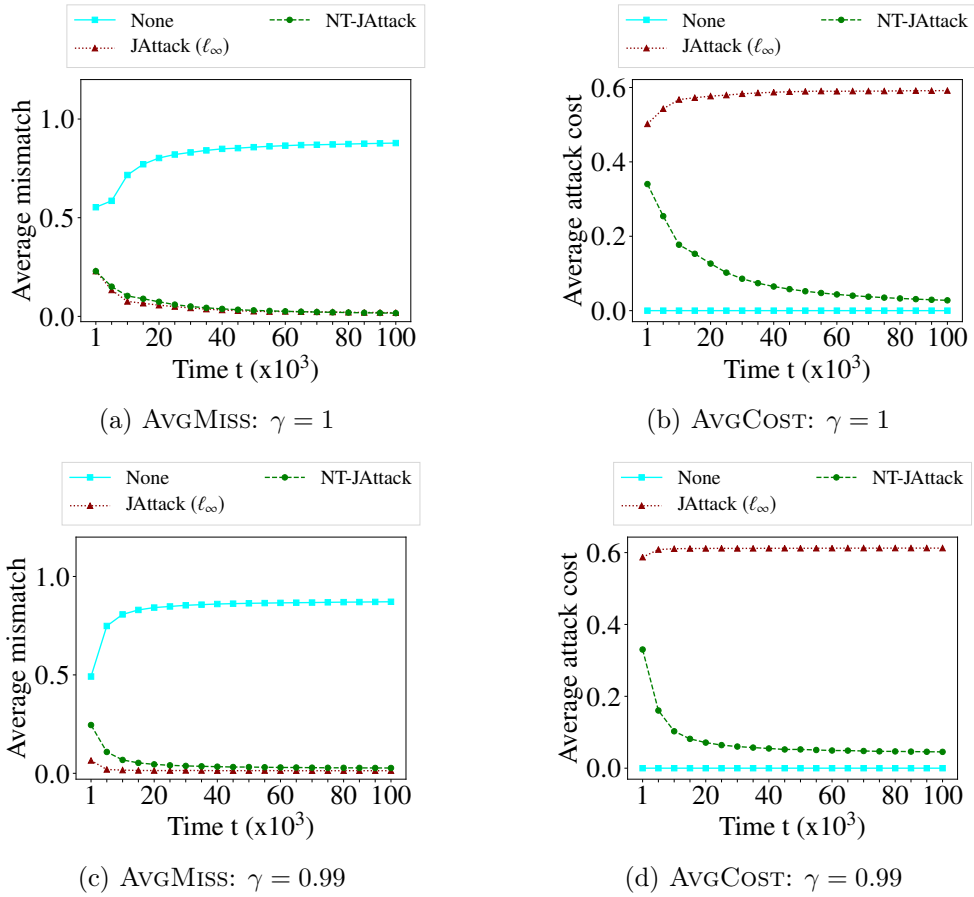 None
NT-JAttack
JAttack (ℓ∞)
1.0
0.5
0.0
Average mismatch
1 20 40 60 80 100
Time t (x10³)
(a) AVGMISS: γ = 1
None
NT-JAttack
JAttack (ℓ∞)
0.6
0.4
0.2
0.0
Average attack cost
1 20 40 60 80 100
Time t (x10³)
(b) AVGCOST: γ = 1
None
NT-JAttack
JAttack (ℓ∞)
1.0
0.5
0.0
Average mismatch
1 20 40 60 80 100
Time t (x10³)
(c) AVGMISS: γ = 0.99
None
NT-JAttack
JAttack (ℓ∞)
0.6
0.4
0.2
0.0
Average attack cost
1 20 40 60 80 100
Time t (x10³)
(d) AVGCOST: γ = 0.99